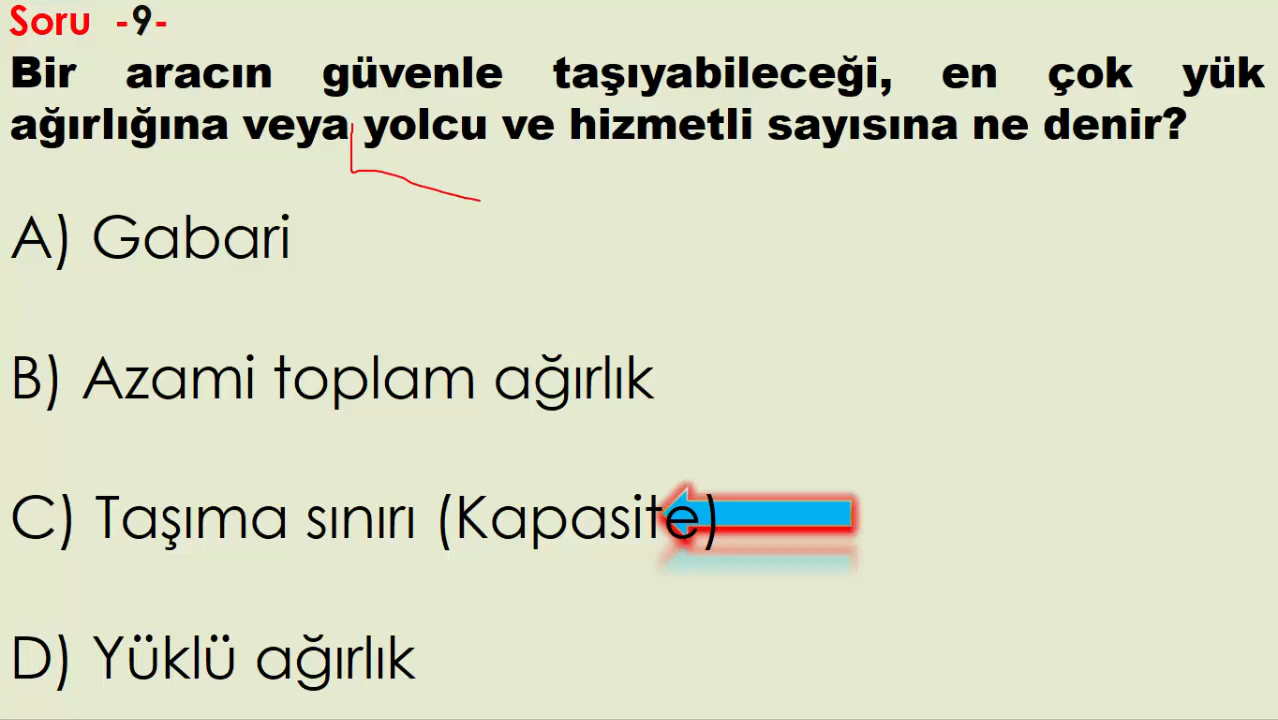 Soru -9-
Bir aracın güvenle taşıyabileceği, en çok yük
ağırlığına veya yolcu ve hizmetli sayısına ne denir?
A) Gabari
B) Azami toplam ağırlık
C) Taşıma sınırı (Kapasite)
D) Yüklü ağırlık